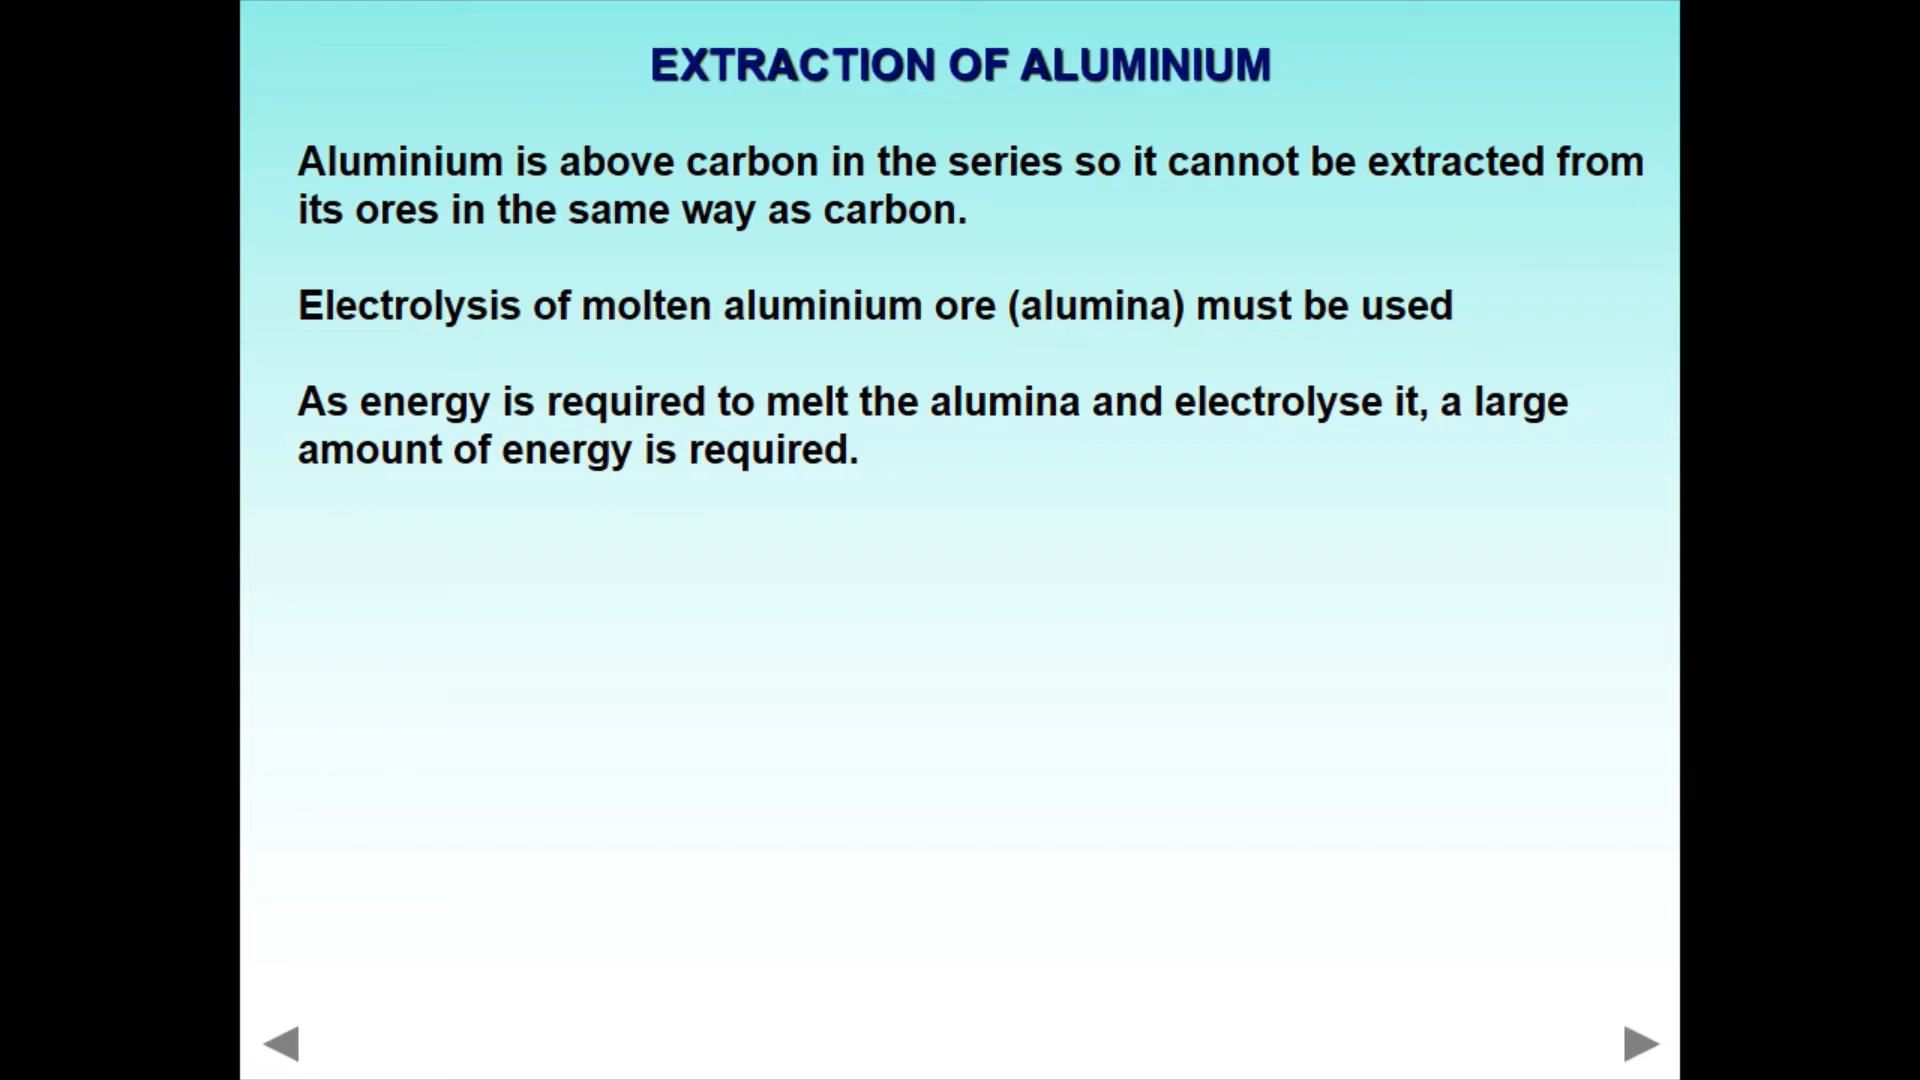 EXTRACTION OF ALUMINIUM
Aluminium is above carbon in the series so it cannot be extracted from
its ores in the same way as carbon.
Electrolysis of molten aluminium ore (alumina) must be used
As energy is required to melt the alumina and electrolyse it, a large
amount of energy is required.